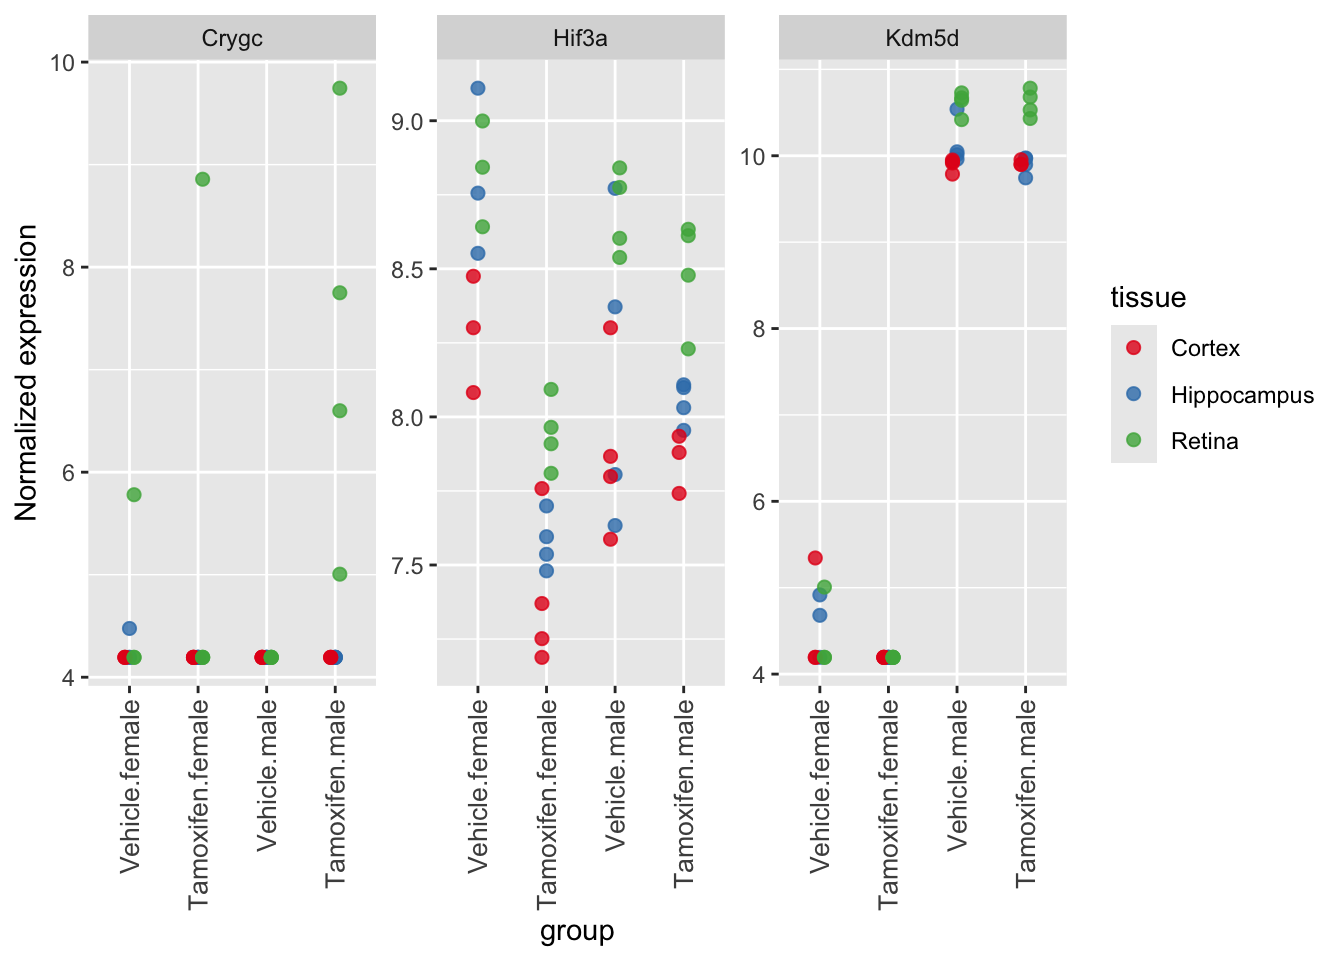 Crygc
Hif3a
Kdm5d
Normalized expression
10
8
6
4
9.0
8.5
8.0
7.5
10
8
6
4
Vehicle.female
Tamoxifen.female
Vehicle.male
Tamoxifen.male
Vehicle.female
Tamoxifen.female
Vehicle.male
Tamoxifen.male
Vehicle.female
Tamoxifen.female
Vehicle.male
Tamoxifen.male
group
tissue
Cortex
Hippocampus
Retina